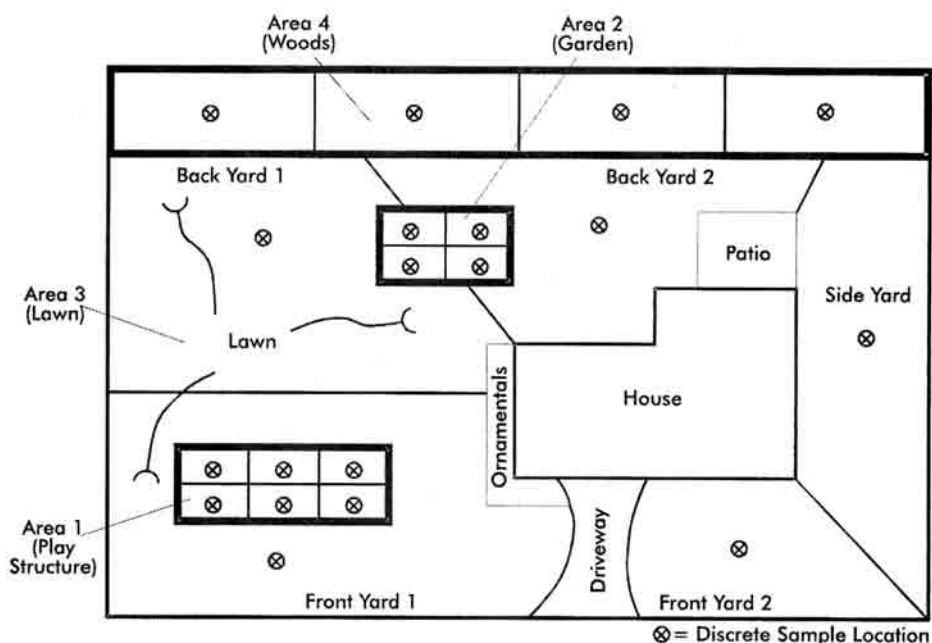 Area 4
(Woods)
Area 2
(Garden)
Back Yard 1
Back Yard 2
Patio
Side Yard
Area 3
(Lawn)
Lawn
Ornamentals
House
Area 1
(Play
Structure)
Driveway
Front Yard 1
Front Yard 2
⊗ = Discrete Sample Location